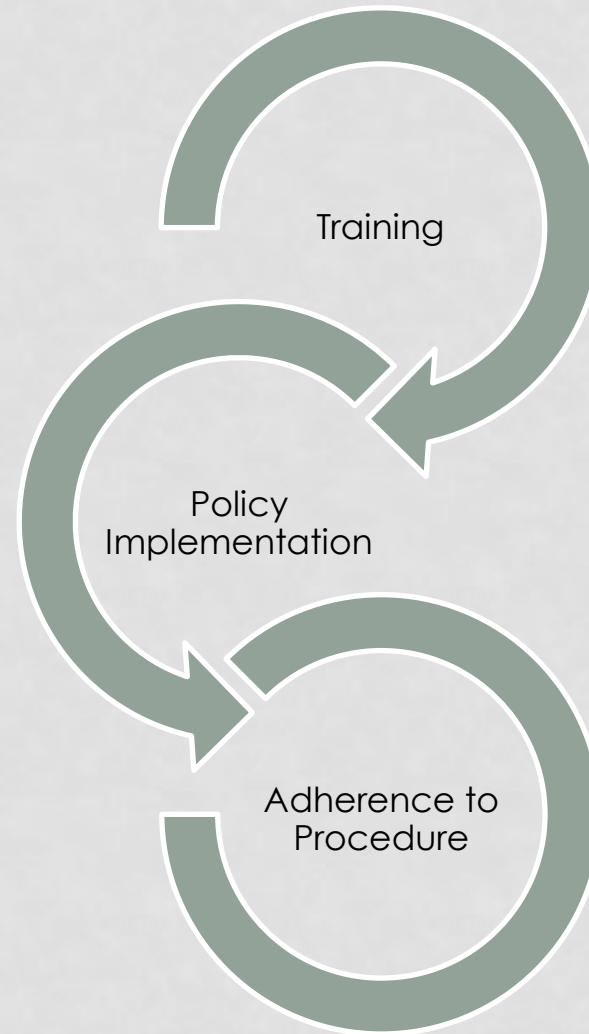 Training
Policy
Implementation
Adherence to
Procedure